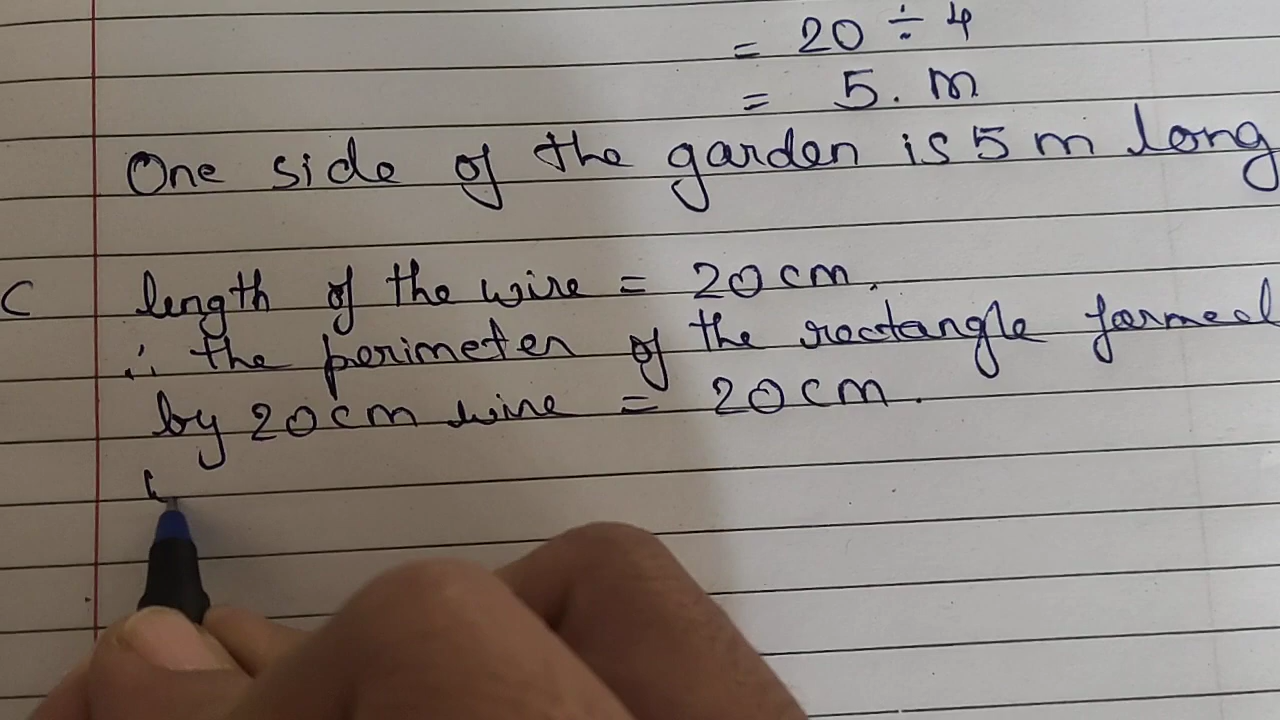 = 20 ÷ 4
= 5. m
One side of the garden is 5 m long
C length of the wire = 20 cm.
∴ the perimeter of the rectangle formed
by 20 cm wire = 20 cm.